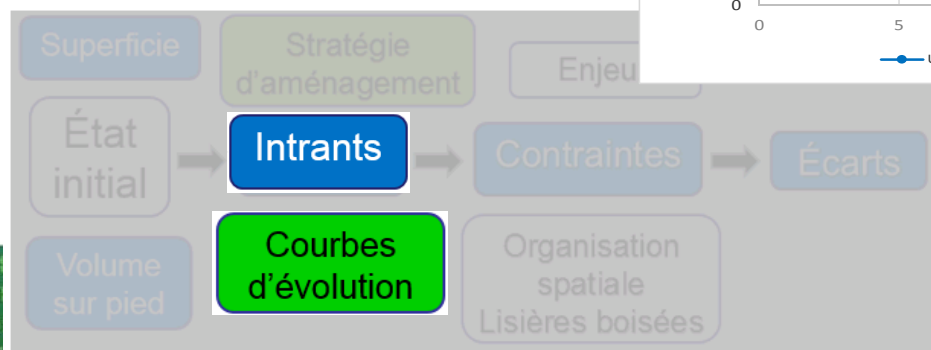 0
0 5
Superficie
Stratégie
d'aménagement
Enjeu
État
initial
Intrants
Contraintes
Écarts
Courbes
d'évolution
Volume
sur pied
Organisation
spatiale
Lisières boisées